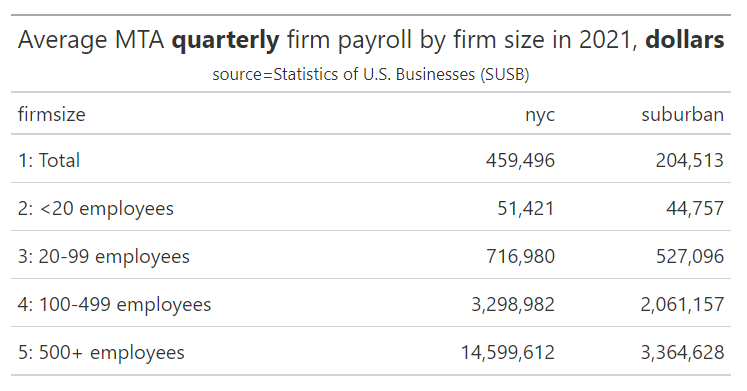 Average MTA quarterly firm payroll by firm size in 2021, dollars
source=Statistics of U.S. Businesses (SUSB)
firmsize nyc suburban
1: Total 459,496 204,513
2: <20 employees 51,421 44,757
3: 20-99 employees 716,980 527,096
4: 100-499 employees 3,298,982 2,061,157
5: 500+ employees 14,599,612 3,364,628